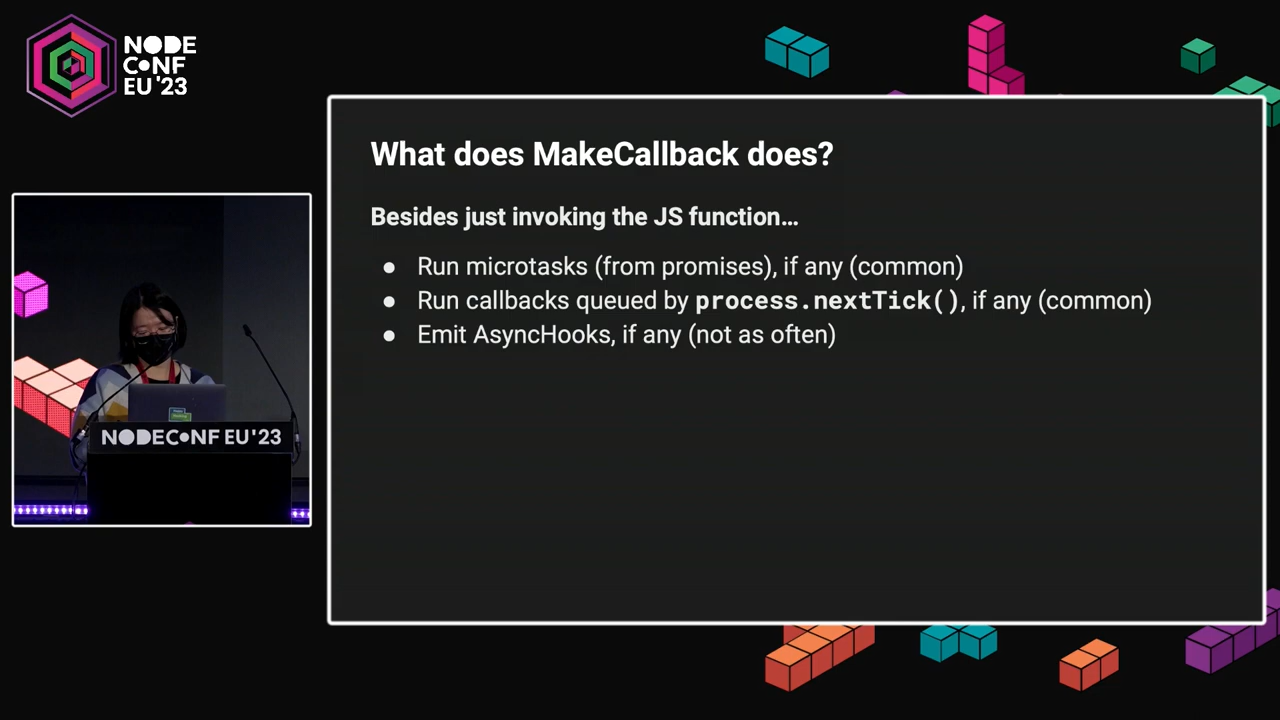 NODE
CONF
EU '23
What does MakeCallback does?
Besides just invoking the JS function...
● Run microtasks (from promises), if any (common)
● Run callbacks queued by process.nextTick(), if any (common)
● Emit AsyncHooks, if any (not as often)
NODECONF EU '23